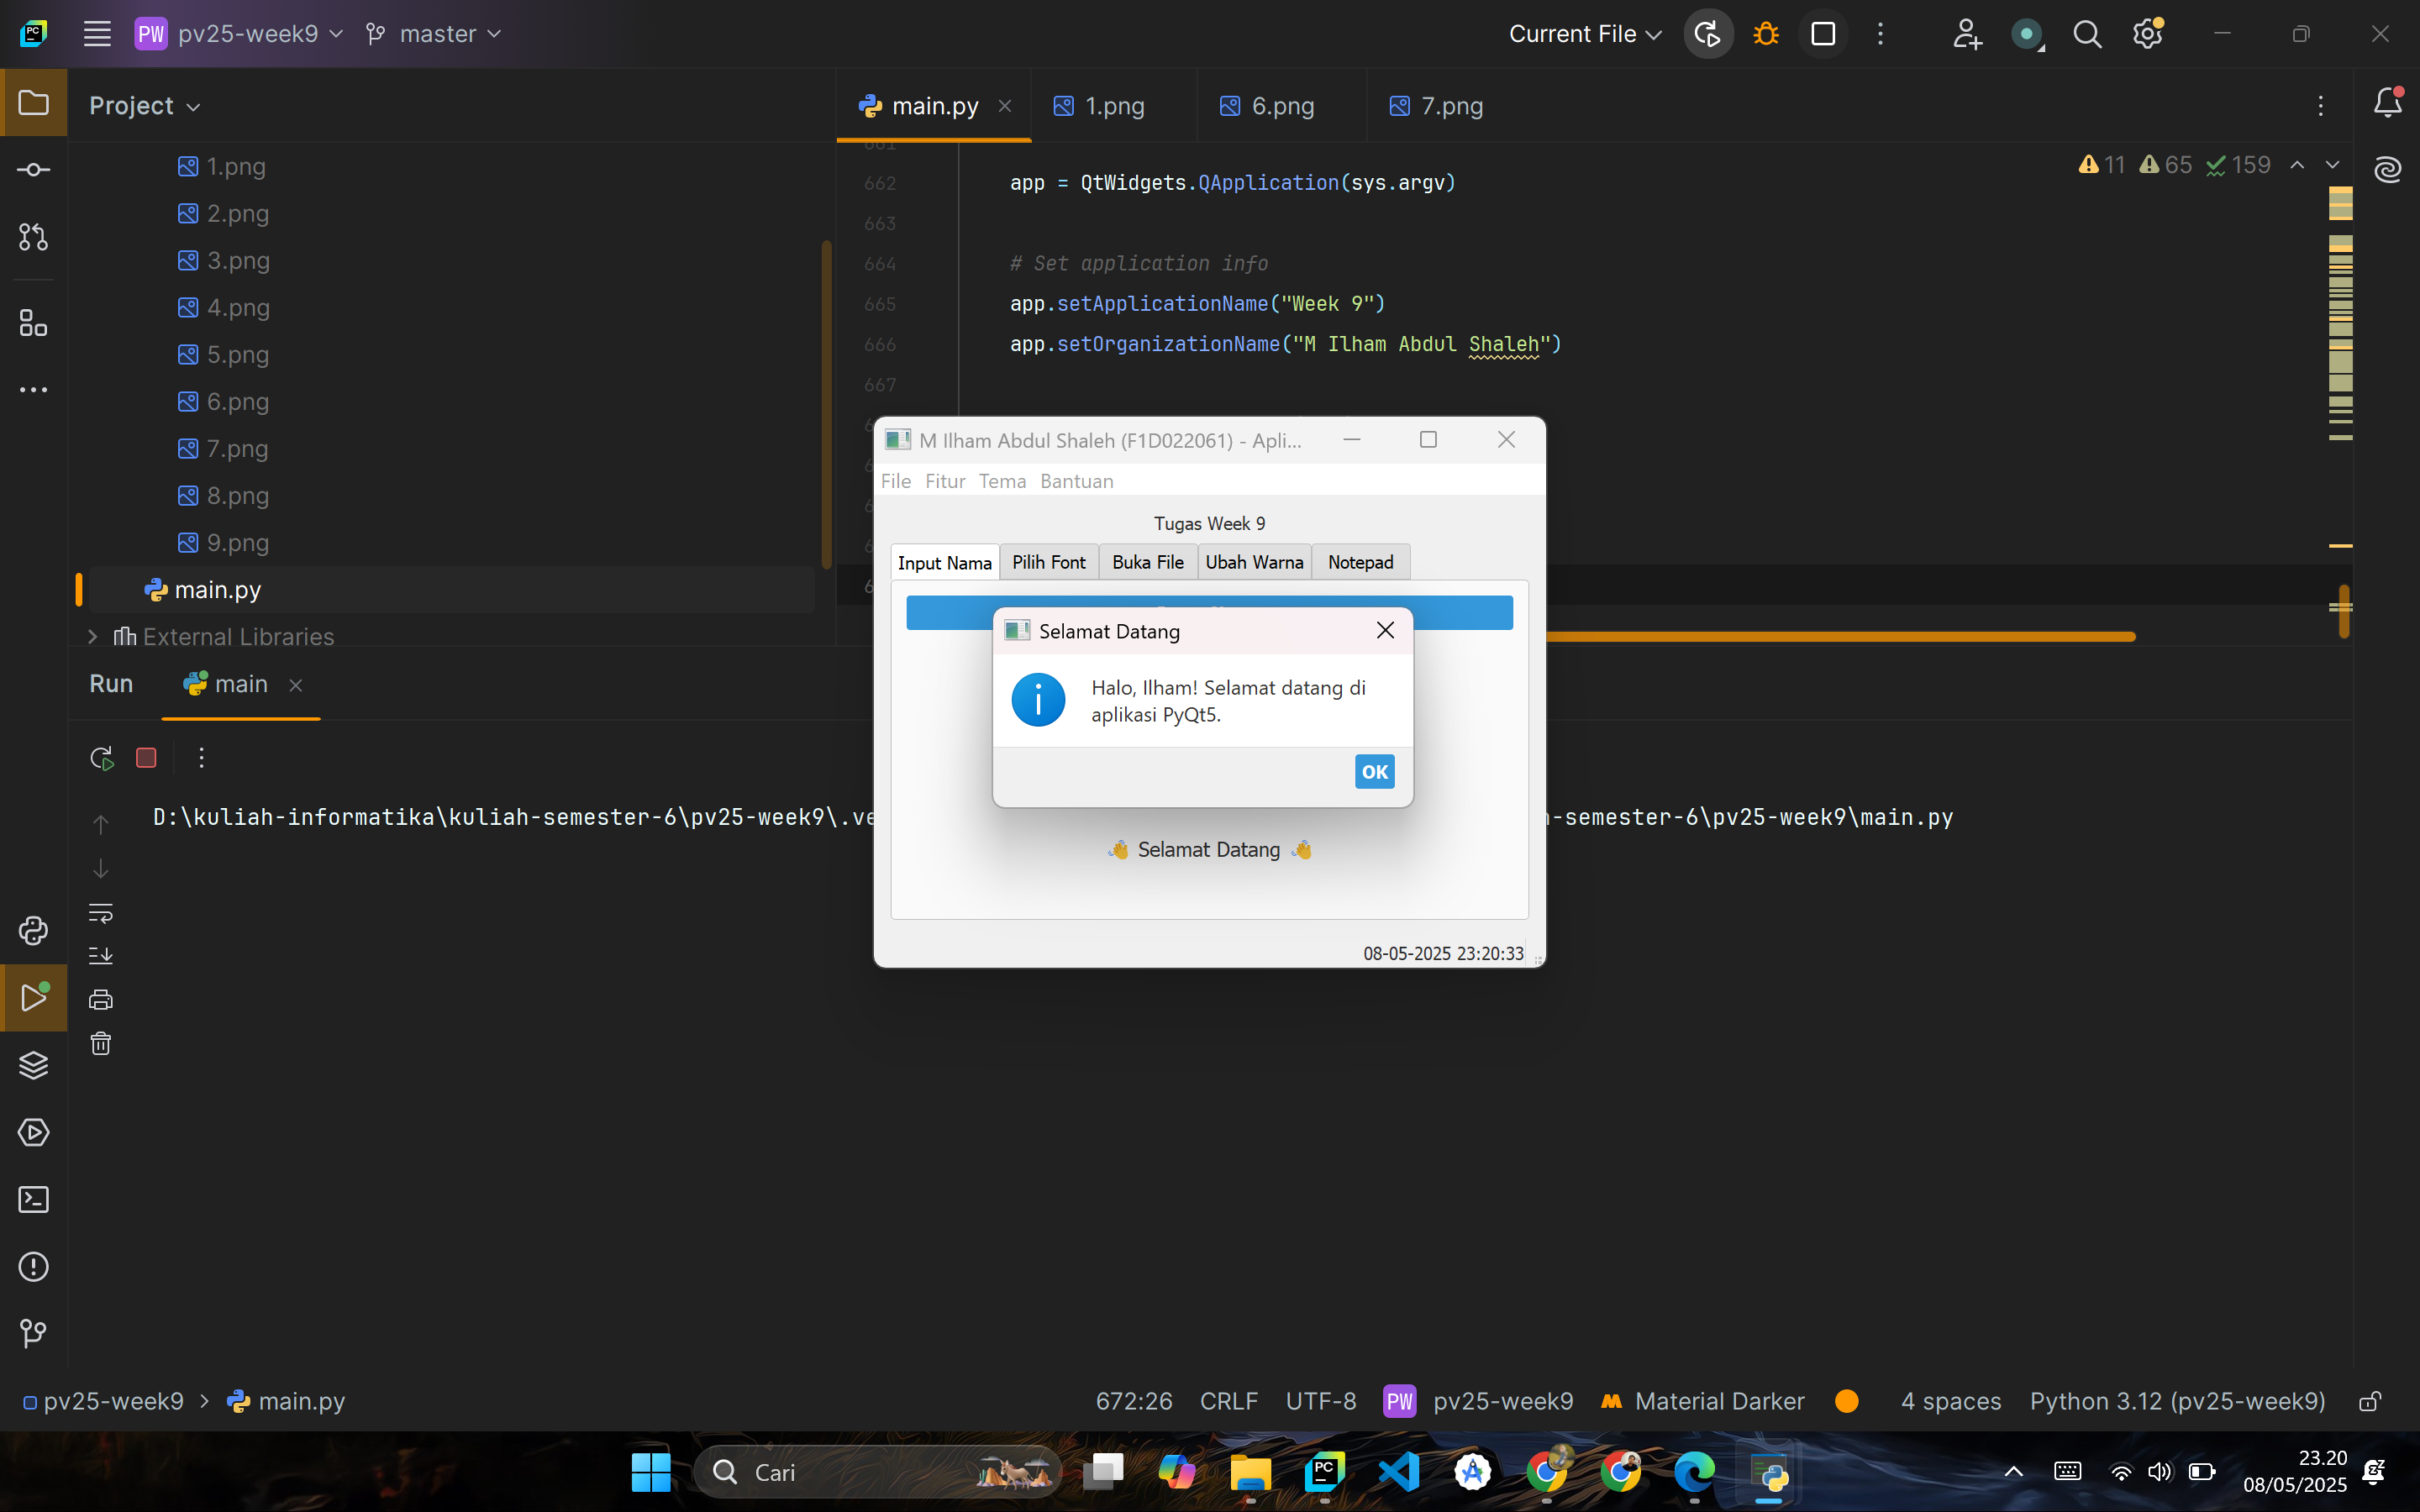 PC
PW pv25-week9
master
Current File
Project
main.py
1.png
6.png
7.png
1.png
2.png
3.png
4.png
5.png
6.png
7.png
8.png
9.png
main.py
External Libraries
11 65 159
661
662 app = QtWidgets.QApplication(sys.argv)
663
664 # Set application info
665 app.setApplicationName("Week 9")
666 app.setOrganizationName("M Ilham Abdul Shaleh")
667
M Ilham Abdul Shaleh (F1D022061) - Apli...
File Fitur Tema Bantuan
Tugas Week 9
Input Nama Pilih Font Buka File Ubah Warna Notepad
Selamat Datang
Halo, Ilham! Selamat datang di
aplikasi PyQt5.
OK
👋 Selamat Datang 👋
08-05-2025 23:20:33
Run main
D:\kuliah-informatika\kuliah-semester-6\pv25-week9\.ve
-semester-6\pv25-week9\main.py
pv25-week9 > main.py
672:26 CRLF UTF-8 PW pv25-week9 Material Darker 4 spaces Python 3.12 (pv25-week9)
Cari
PC
23.20
08/05/2025